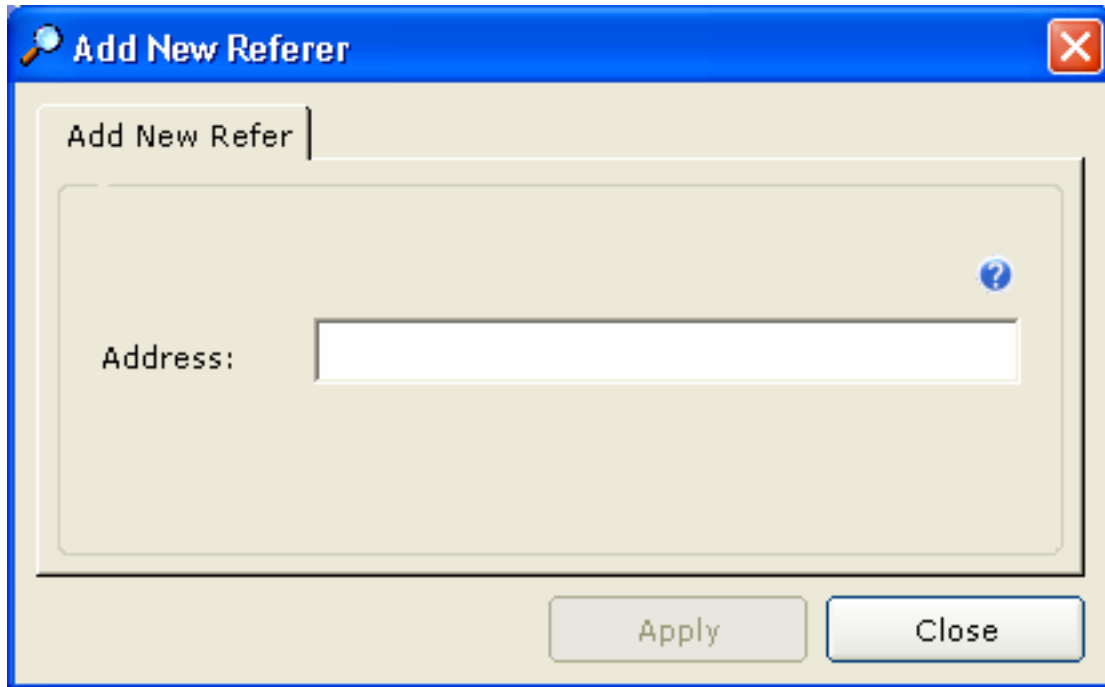 Add New Referer
Add New Refer
Address:
Apply
Close